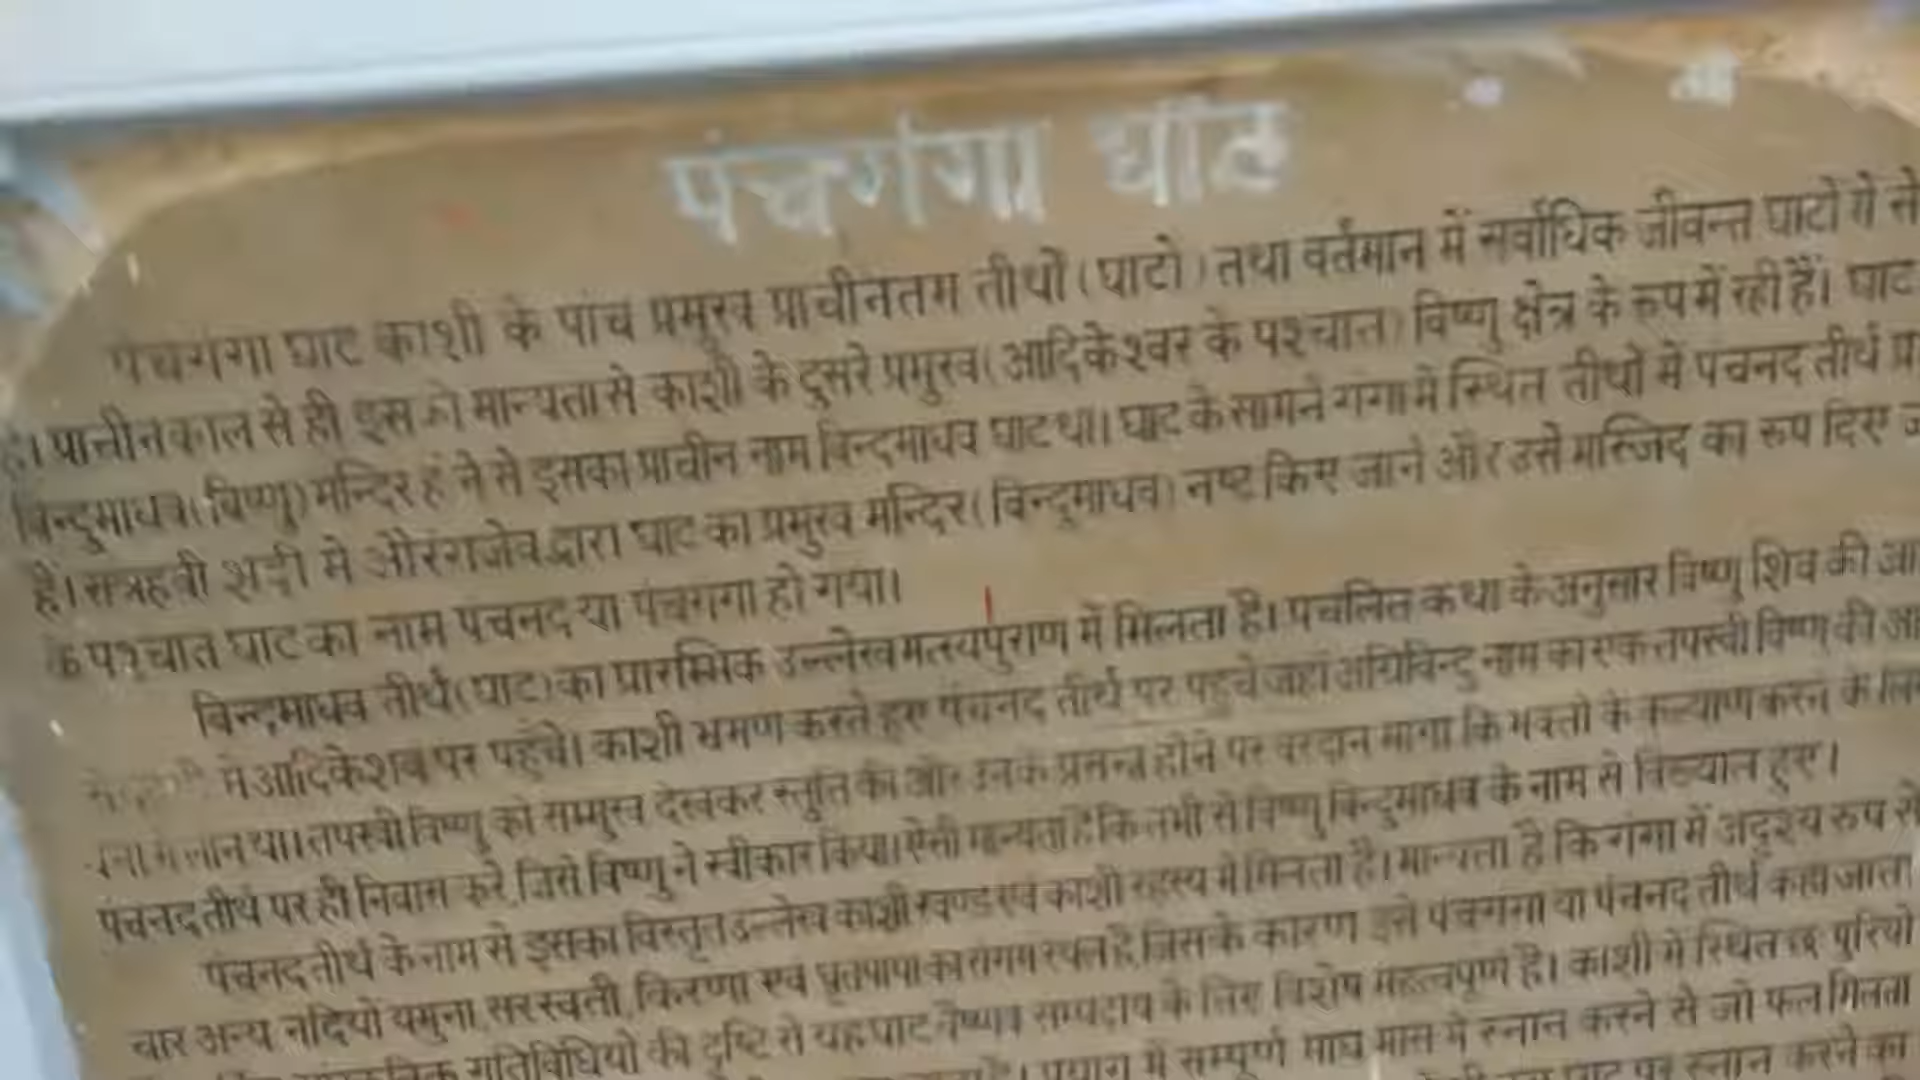 पंचगंगा घाट
पंचगंगा घाट काशी के पांच प्रमुख प्राचीनतम तीर्थो (घाटो) तथा वर्तमान में सर्वाधिक जीवन्त घाटों में से
है। प्राचीनकाल से ही इस की मान्यता से काशी के दुसरे प्रमुख (आदिकेश्वर के पश्चात) विष्णु क्षेत्र के रुप में रही हैं। घाट
बिन्दुमाधव (विष्णु) मन्दिर होने से इसका प्राचीन नाम बिन्दुमाधव घाट था। घाट के सामने गंगा में स्थित तीर्थो में पंचनद तीर्थ
है। सत्रहवी शदी में औरंगजेब द्वारा घाट का प्रमुख मन्दिर (बिन्दुमाधव) नष्ट किए जाने और उसे मस्जिद का रुप दिए
के पश्चात घाट का नाम पंचनद या पंचगंगा हो गया।
बिन्दुमाधव तीर्थ (घाट) का प्रारम्भिक उल्लेख मत्स्यपुराण में मिलता है। प्रचलित कथा के अनुसार विष्णु शिव की
में आदिकेशव पर पहुंचे। काशी भ्रमण करते हुए पंचनद तीर्थ पर पहुचे जहां अग्निबिन्दु नाम का एक तपस्वी विष्णु की
था। तपस्वी विष्णु को सम्मुख देखकर स्तुति की और उनके प्रसन्न होने पर वरदान मांगा कि भक्तो के कल्याण करने के
पंचनद तीर्थ पर ही निवास करे, जिसे विष्णु ने स्वीकार किया। ऐसी मान्यता है कि तभी से विष्णु बिन्दुमाधव के नाम से विख्यात हुए।
पंचनद तीर्थ के नाम से इसका विस्तृत उल्लेख काशी खण्ड एवं काशी रहस्य में मिलता है। मान्यता है कि गंगा में अदृश्य रुप से
चार अन्य नदियों यमुना, सरस्वती, किरणा एवं धूतपापा का संगम स्थल है, जिसके कारण इसे पंचगंगा या पंचनद तीर्थ कहा जाता
गतिविधियो की दृष्टि से यह घाट वैष्णव सम्प्रदाय के लिए विशेष महत्वपूर्ण है। काशी में स्थित छः पुरियो
प्रयाग में सम्पूर्ण माघ मास में स्नान करने से जो फल मिलता
घाट पर स्नान करने का